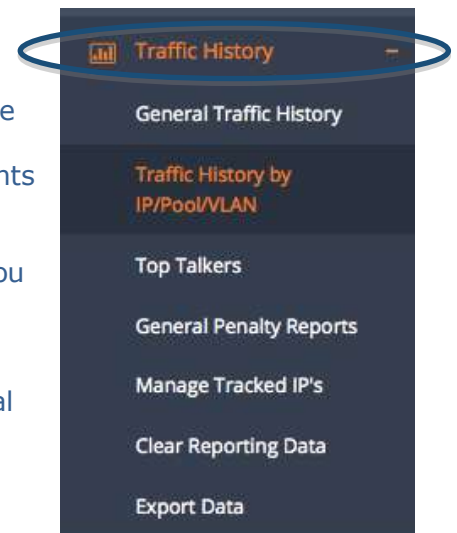 Traffic History
General Traffic History
Traffic History by
IP/Pool/VLAN
Top Talkers
General Penalty Reports
Manage Tracked IP's
Clear Reporting Data
Export Data